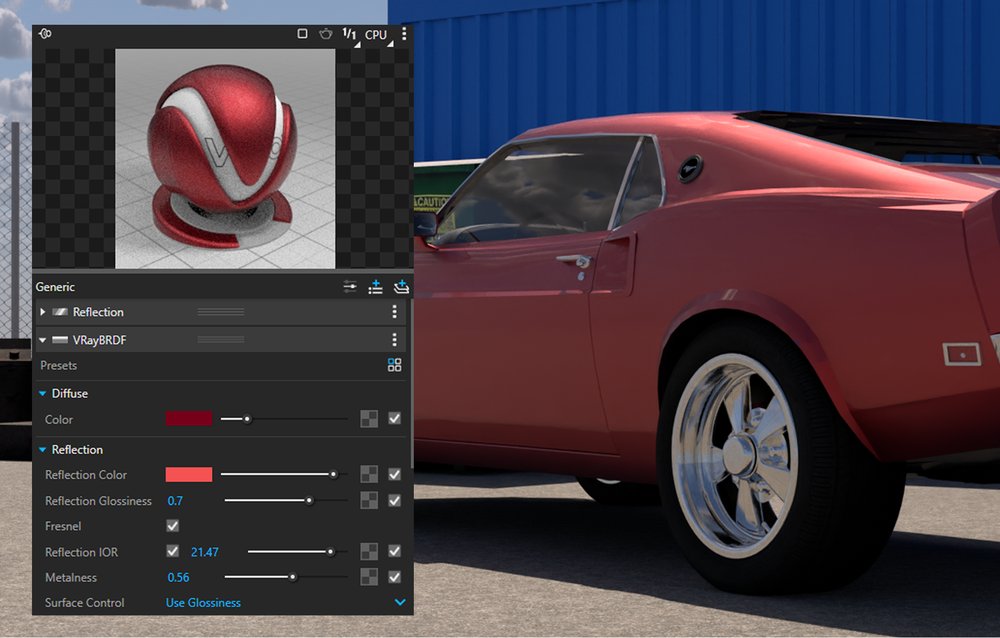 1/1 CPU
V
&CAUTIO
Generic
Reflection
VRayBRDF
Presets
Diffuse
Color
Reflection
Reflection Color
Reflection Glossiness 0.7
Fresnel
Reflection IOR 21.47
Metalness 0.56
Surface Control Use Glossiness